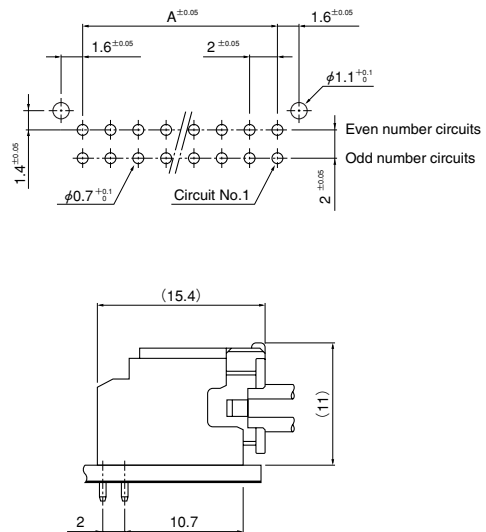 A±0.05
1.6±0.05
1.6±0.05
2±0.05
φ1.1+0.1 0
Even number circuits
Odd number circuits
1.4±0.05
φ0.7+0.1 0
Circuit No.1
2±0.05
(15.4)
(11)
2
10.7